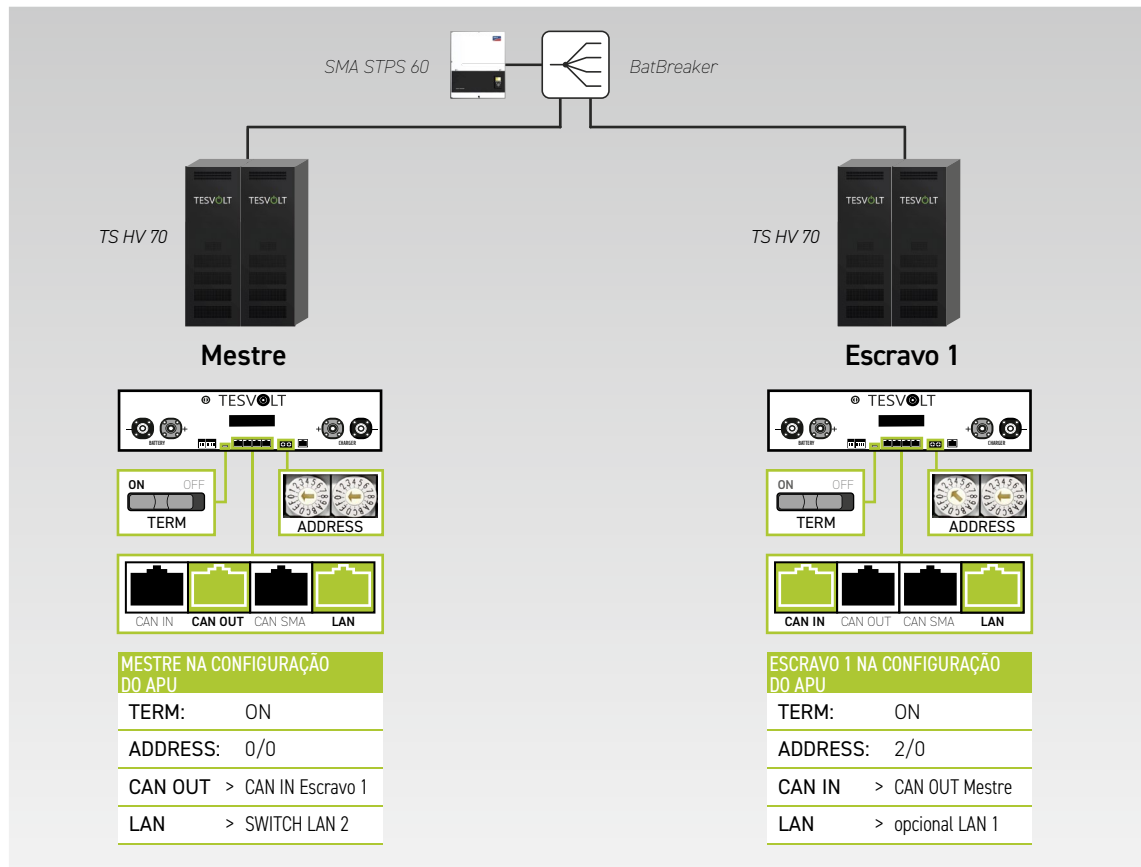 SMA STPS 60
BatBreaker
TESVOLT TESVOLT
TS HV 70
TESVOLT TESVOLT
TS HV 70
Mestre
Escravo 1
TESVOLT
- + + -
BATTERY
CHARGER
ON OFF
TERM
ADDRESS
CAN IN CAN OUT CAN SMA LAN
TESVOLT
- + + -
BATTERY
CHARGER
ON OFF
TERM
ADDRESS
CAN IN CAN OUT CAN SMA LAN
MESTRE NA CONFIGURAÇÃO
DO APU
TERM: ON
ADDRESS: 0/0
CAN OUT > CAN IN Escravo 1
LAN > SWITCH LAN 2
ESCRAVO 1 NA CONFIGURAÇÃO
DO APU
TERM: ON
ADDRESS: 2/0
CAN IN > CAN OUT Mestre
LAN > opcional LAN 1